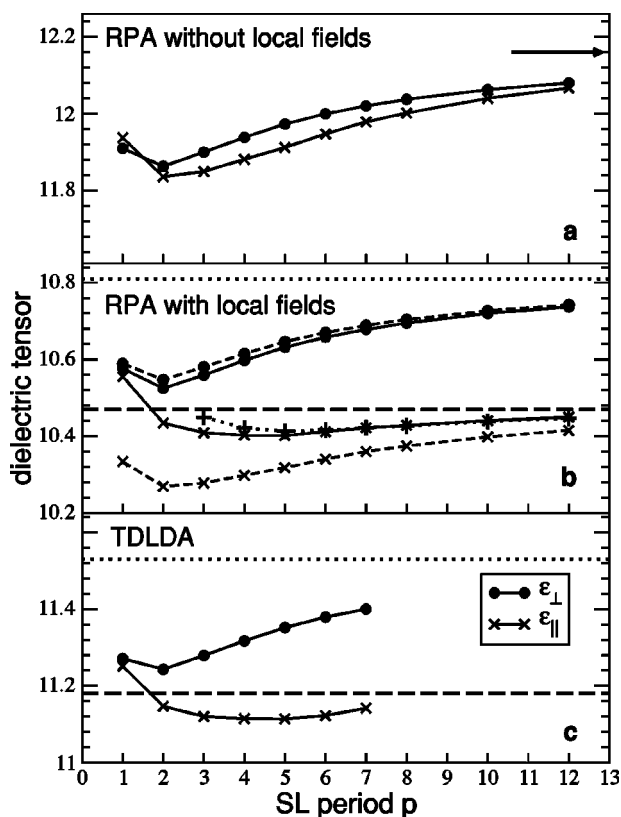 12.2
RPA without local fields
12
11.8
a
10.8
RPA with local fields
10.6
dielectric tensor
10.4
b
10.2
TDLDA
ε⊥
ε||
11.4
11.2
c
11
0 1 2 3 4 5 6 7 8 9 10 11 12 13
SL period p